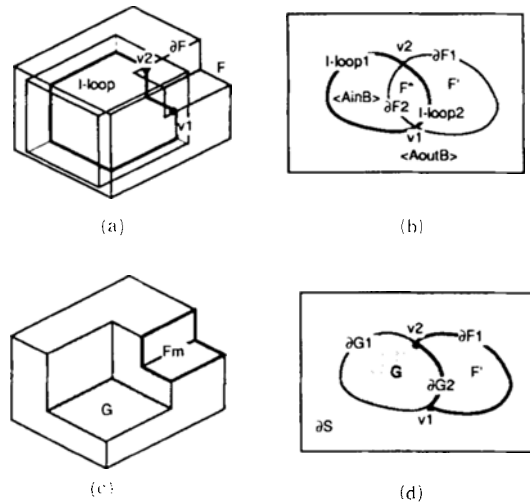 ∂F
F
v2
I-loop
v1
(a)
I-loop1
v2
∂F1
F*
F'
<AinB>
∂F2
I-loop2
v1
<AoutB>
(b)
Fm
G
(c)
v2
∂G1
∂F1
G
F'
∂G2
v1
∂S
(d)